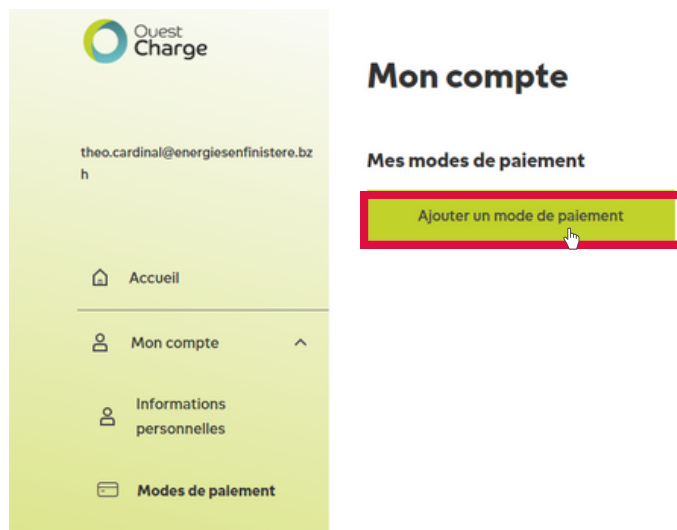 Ouest
Charge
theo.cardinal@energiesenfinistere.bz
h
Accueil
Mon compte
Informations
personnelles
Modes de paiement
Mon compte
Mes modes de paiement
Ajouter un mode de paiement